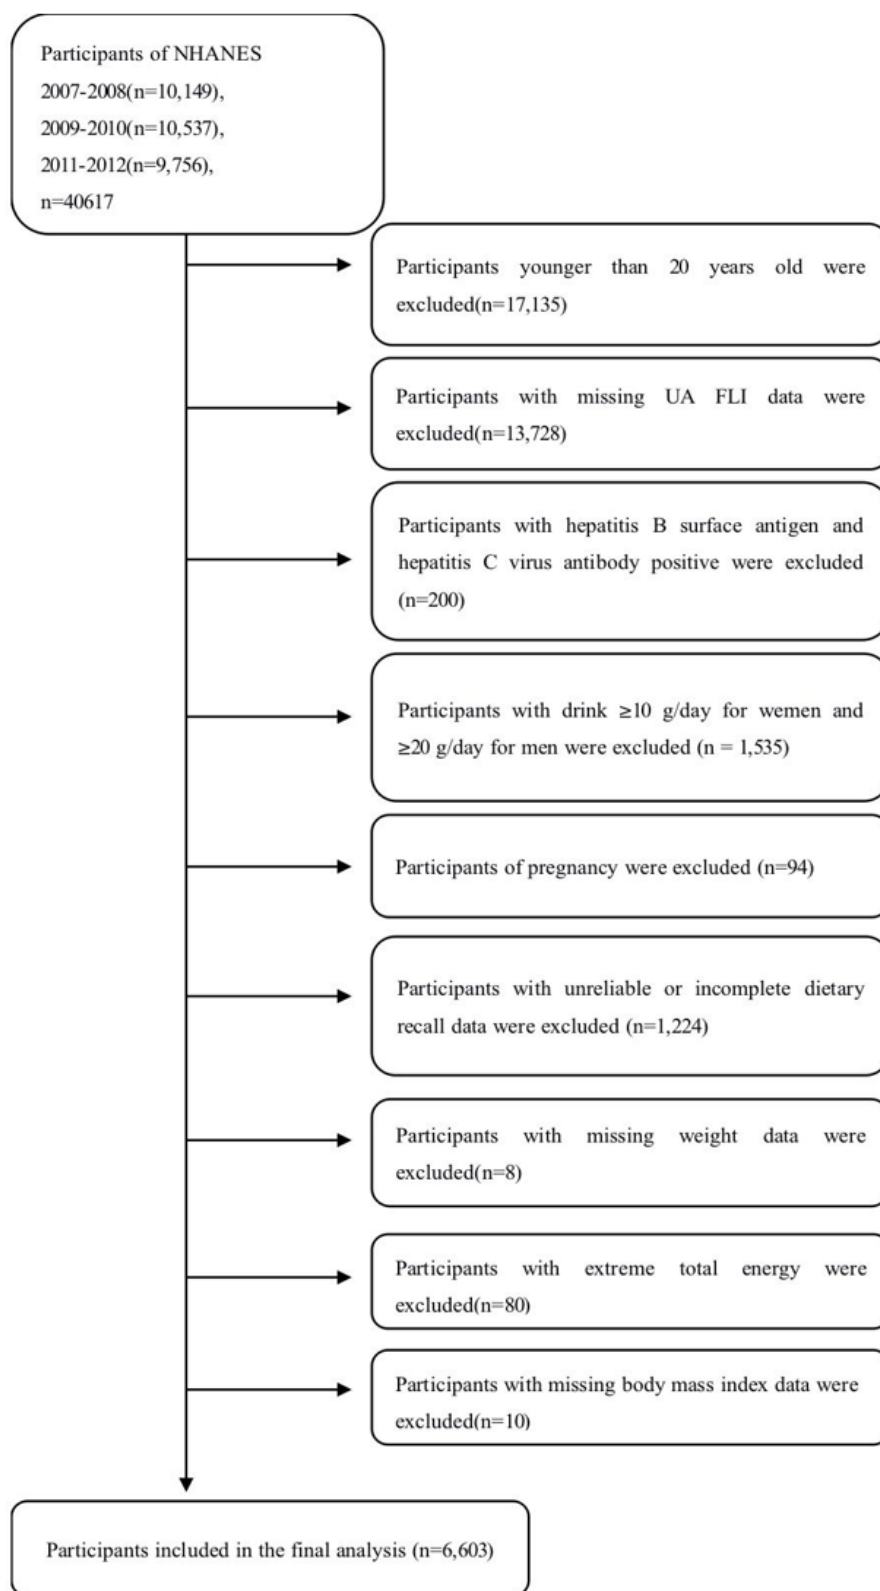 Participants of NHANES
2007-2008(n=10,149),
2009-2010(n=10,537),
2011-2012(n=9,756),
n=40617
Participants younger than 20 years old were
excluded(n=17,135)
Participants with missing UA FLI data were
excluded(n=13,728)
Participants with hepatitis B surface antigen and
hepatitis C virus antibody positive were excluded
(n=200)
Participants with drink ≥10 g/day for wemen and
≥20 g/day for men were excluded (n = 1,535)
Participants of pregnancy were excluded (n=94)
Participants with unreliable or incomplete dietary
recall data were excluded (n=1,224)
Participants with missing weight data were
excluded(n=8)
Participants with extreme total energy were
excluded(n=80)
Participants with missing body mass index data were
excluded(n=10)
Participants included in the final analysis (n=6,603)